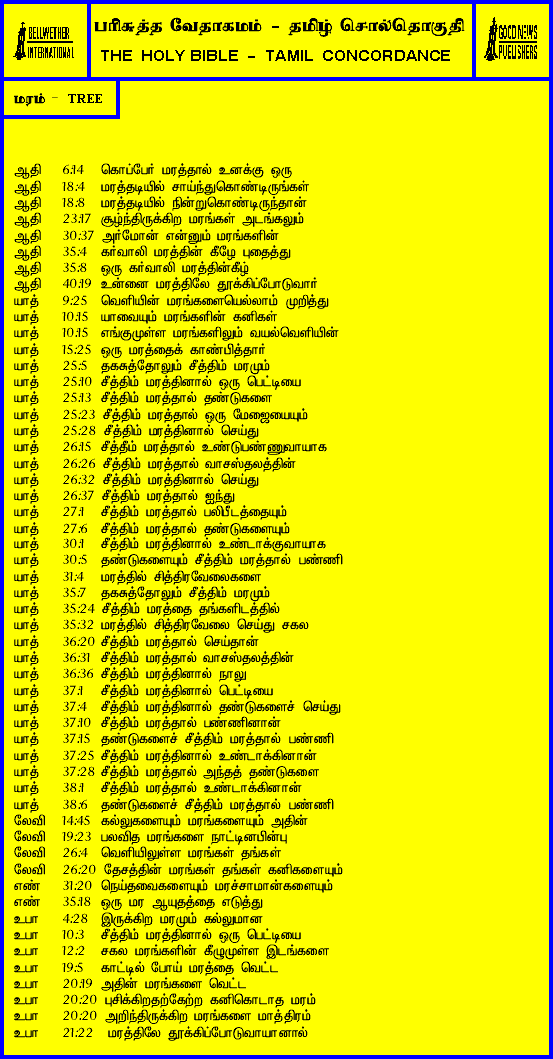 BELLWETHER
INTERNATIONAL
பரிசுத்த வேதாகமம் - தமிழ் சொல்தொகுதி
THE HOLY BIBLE - TAMIL CONCORDANCE
GOOD NEWS
PUBLISHERS
மரம் - TREE
ஆதி 6:14 கொப்பேர் மரத்தால் உனக்கு ஒரு
ஆதி 18:4 மரத்தடியில் சாய்ந்துகொண்டிருங்கள்
ஆதி 18:8 மரத்தடியில் நின்றுகொண்டிருந்தான்
ஆதி 23:17 சூழ்ந்திருக்கிற மரங்கள் அடங்கலும்
ஆதி 30:37 அர்மோன் என்னும் மரங்களின்
ஆதி 35:4 கர்வாலி மரத்தின் கீழே புதைத்து
ஆதி 35:8 ஒரு கர்வாலி மரத்தின்கீழ்
ஆதி 40:19 உன்னை மரத்திலே தூக்கிப்போடுவார்
யாத் 9:25 வெளியின் மரங்களையெல்லாம் முறித்து
யாத் 10:15 யாவையும் மரங்களின் கனிகள்
யாத் 10:15 எங்குமுள்ள மரங்களிலும் வயல்வெளியின்
யாத் 15:25 ஒரு மரத்தைக் காண்பித்தார்
யாத் 25:5 தகசுத்தோலும் சீத்திம் மரமும்
யாத் 25:10 சீத்திம் மரத்தினால் ஒரு பெட்டியை
யாத் 25:13 சீத்திம் மரத்தால் தண்டுகளை
யாத் 25:23 சீத்திம் மரத்தால் ஒரு மேஜையையும்
யாத் 25:28 சீத்திம் மரத்தினால் செய்து
யாத் 26:15 சீத்தீம் மரத்தால் உண்டுபண்ணுவாயாக
யாத் 26:26 சீத்திம் மரத்தால் வாசஸ்தலத்தின்
யாத் 26:32 சீத்திம் மரத்தினால் செய்து
யாத் 26:37 சீத்திம் மரத்தால் ஐந்து
யாத் 27:1 சீத்திம் மரத்தால் பலிபீடத்தையும்
யாத் 27:6 சீத்திம் மரத்தால் தண்டுகளையும்
யாத் 30:1 சீத்திம் மரத்தினால் உண்டாக்குவாயாக
யாத் 30:5 தண்டுகளையும் சீத்திம் மரத்தால் பண்ணி
யாத் 31:4 மரத்தில் சித்திரவேலைகளை
யாத் 35:7 தகசுத்தோலும் சீத்திம் மரமும்
யாத் 35:24 சீத்திம் மரத்தை தங்களிடத்தில்
யாத் 35:32 மரத்தில் சித்திரவேலை செய்து சகல
யாத் 36:20 சீத்திம் மரத்தால் செய்தான்
யாத் 36:31 சீத்திம் மரத்தால் வாசஸ்தலத்தின்
யாத் 36:36 சீத்திம் மரத்தினால் நாலு
யாத் 37:1 சீத்திம் மரத்தினால் பெட்டியை
யாத் 37:4 சீத்திம் மரத்தினால் தண்டுகளைச் செய்து
யாத் 37:10 சீத்திம் மரத்தால் பண்ணினான்
யாத் 37:15 தண்டுகளைச் சீத்திம் மரத்தால் பண்ணி
யாத் 37:25 சீத்திம் மரத்தினால் உண்டாக்கினான்
யாத் 37:28 சீத்திம் மரத்தால் அந்தத் தண்டுகளை
யாத் 38:1 சீத்திம் மரத்தால் உண்டாக்கினான்
யாத் 38:6 தண்டுகளைச் சீத்திம் மரத்தால் பண்ணி
லேவி 14:45 கல்லுகளையும் மரங்களையும் அதின்
லேவி 19:23 பலவித மரங்களை நாட்டினபின்பு
லேவி 26:4 வெளியிலுள்ள மரங்கள் தங்கள்
லேவி 26:20 தேசத்தின் மரங்கள் தங்கள் கனிகளையும்
எண் 31:20 நெய்தவைகளையும் மரச்சாமான்களையும்
எண் 35:18 ஒரு மர ஆயுதத்தை எடுத்து
உபா 4:28 இருக்கிற மரமும் கல்லுமான
உபா 10:3 சீத்திம் மரத்தினால் ஒரு பெட்டியை
உபா 12:2 சகல மரங்களின் கீழுமுள்ள இடங்களை
உபா 19:5 காட்டில் போய் மரத்தை வெட்ட
உபா 20:19 அதின் மரங்களை வெட்ட
உபா 20:20 புசிக்கிறதற்கேற்ற கனிகொடாத மரம்
உபா 20:20 அறிந்திருக்கிற மரங்களை மாத்திரம்
உபா 21:22 மரத்திலே தூக்கிப்போடுவாயானால்